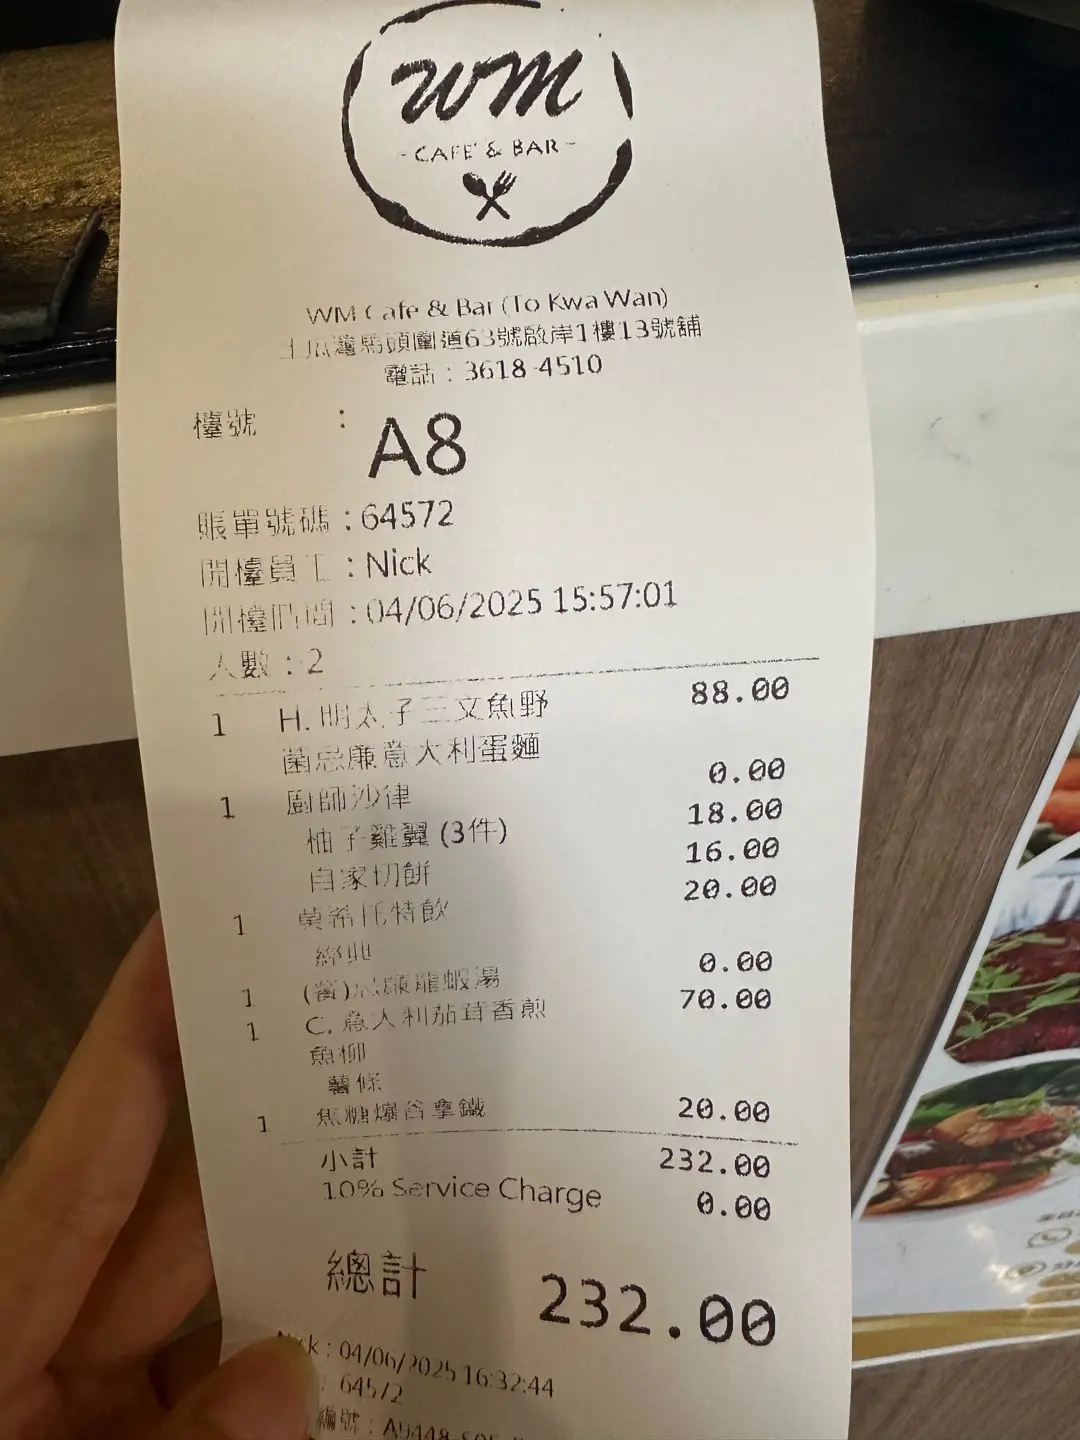 WM
- CAFE & BAR -
WM Cafe & Bar (To Kwa Wan)
土瓜灣馬頭圍道63號啟岸1樓13號舖
電話：3618-4510
檯號 ：
A8
賬單號碼：64572
開檯員工：Nick
開檯時間：04/06/2025 15:57:01
人數：2
1 H. 明太子三文魚野 88.00
菌忌廉意大利蛋麵
1 廚師沙律 0.00
柚子雞翼 (3件) 18.00
自家切餅 16.00
1 莫希托特飲 20.00
經典
1 (餐)忌廉龍蝦湯 0.00
1 C. 意大利茄茸香煎 70.00
魚柳
薯條
1 焦糖爆谷拿鐵 20.00
小計 232.00
10% Service Charge 0.00
總計 232.00
Nick : 04/06/2025 16:32:44
: 64572
編號 :